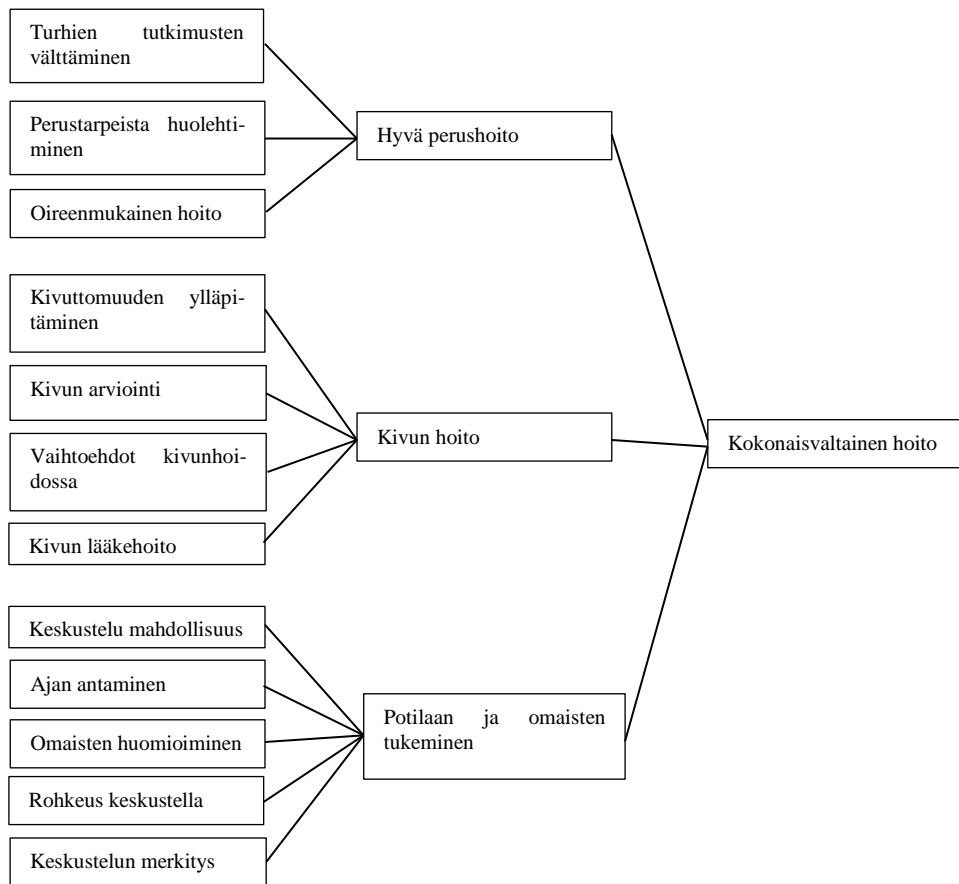 Turhien tutkimusten
välttäminen
Perustarpeista huolehti-
minen
Oireenmukainen hoito
Hyvä perushoito
Kivuttomuuden ylläpi-
täminen
Kivun arviointi
Vaihtoehdot kivunhoi-
dossa
Kivun lääkehoito
Kivun hoito
Keskustelu mahdollisuus
Ajan antaminen
Omaisten huomioiminen
Rohkeus keskustella
Keskustelun merkitys
Potilaan ja omaisten
tukeminen
Kokonaisvaltainen hoito